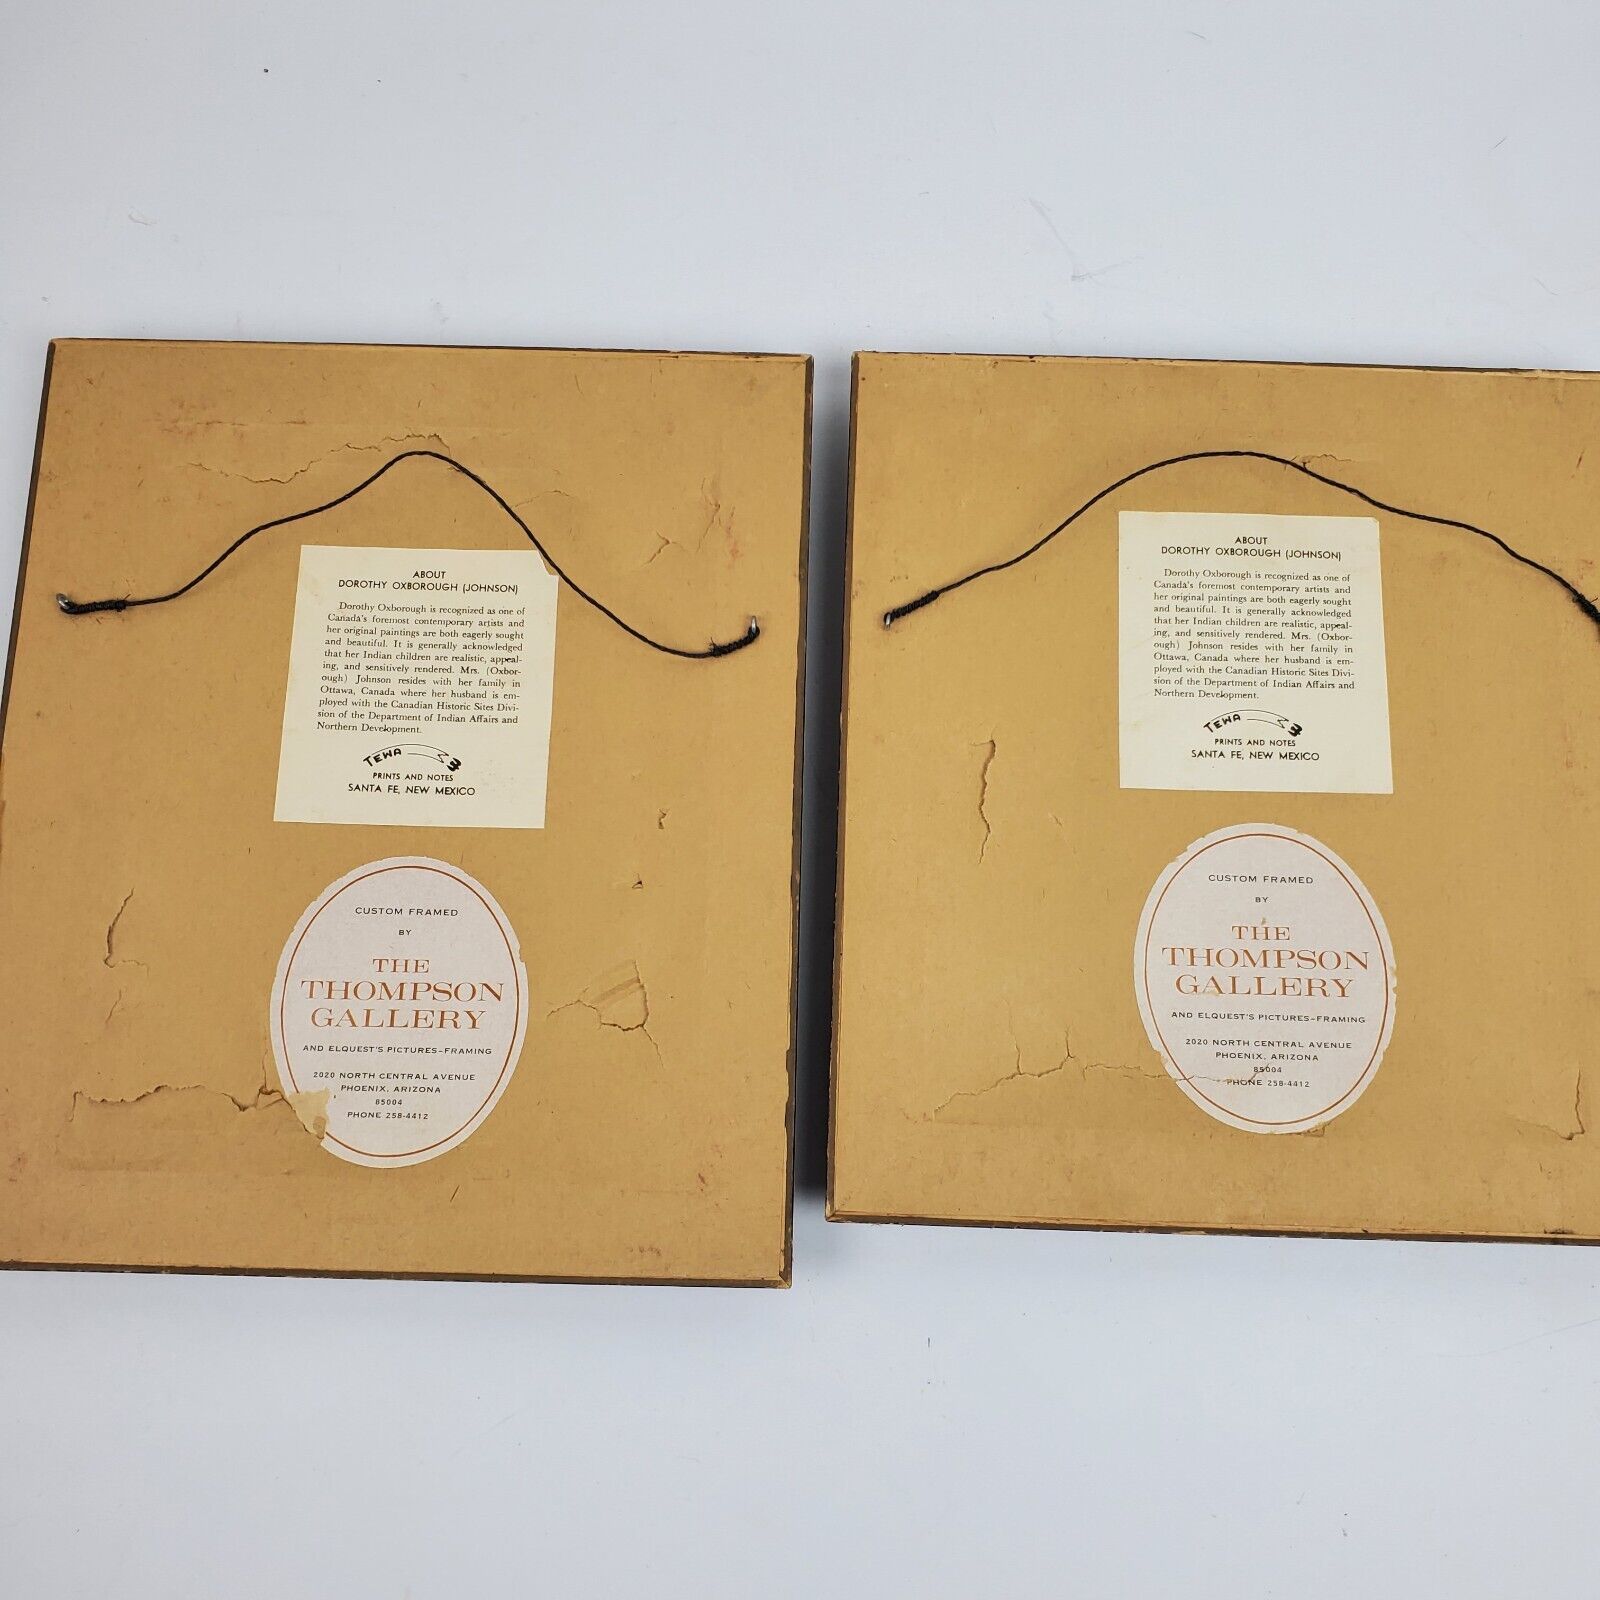 ABOUT
DOROTHY OXBOROUGH (JOHNSON)
Dorothy Oxborough is recognized as one of
Canada's foremost contemporary artists and
her original paintings are both eagerly sought
and beautiful. It is generally acknowledged
that her Indian children are realistic, appeal-
ing, and sensitively rendered. Mrs. (Oxbor-
ough) Johnson resides with her family in
Ottawa, Canada where her husband is em-
ployed with the Canadian Historic Sites Divi-
sion of the Department of Indian Affairs and
Northern Development.
TEWA
PRINTS AND NOTES
SANTA FE, NEW MEXICO
CUSTOM FRAMED
BY
THE
THOMPSON
GALLERY
AND ELQUEST'S PICTURES-FRAMING
2020 NORTH CENTRAL AVENUE
PHOENIX, ARIZONA
85004
PHONE 258-4412
ABOUT
DOROTHY OXBOROUGH (JOHNSON)
Dorothy Oxborough is recognized as one of
Canada's foremost contemporary artists and
her original paintings are both eagerly sought
and beautiful. It is generally acknowledged
that her Indian children are realistic, appeal-
ing, and sensitively rendered. Mrs. (Oxbor-
ough) Johnson resides with her family in
Ottawa, Canada where her husband is em-
ployed with the Canadian Historic Sites Divi-
sion of the Department of Indian Affairs and
Northern Development.
TEWA
PRINTS AND NOTES
SANTA FE, NEW MEXICO
CUSTOM FRAMED
BY
THE
THOMPSON
GALLERY
AND ELQUEST'S PICTURES-FRAMING
2020 NORTH CENTRAL AVENUE
PHOENIX, ARIZONA
85004
PHONE 258-4412